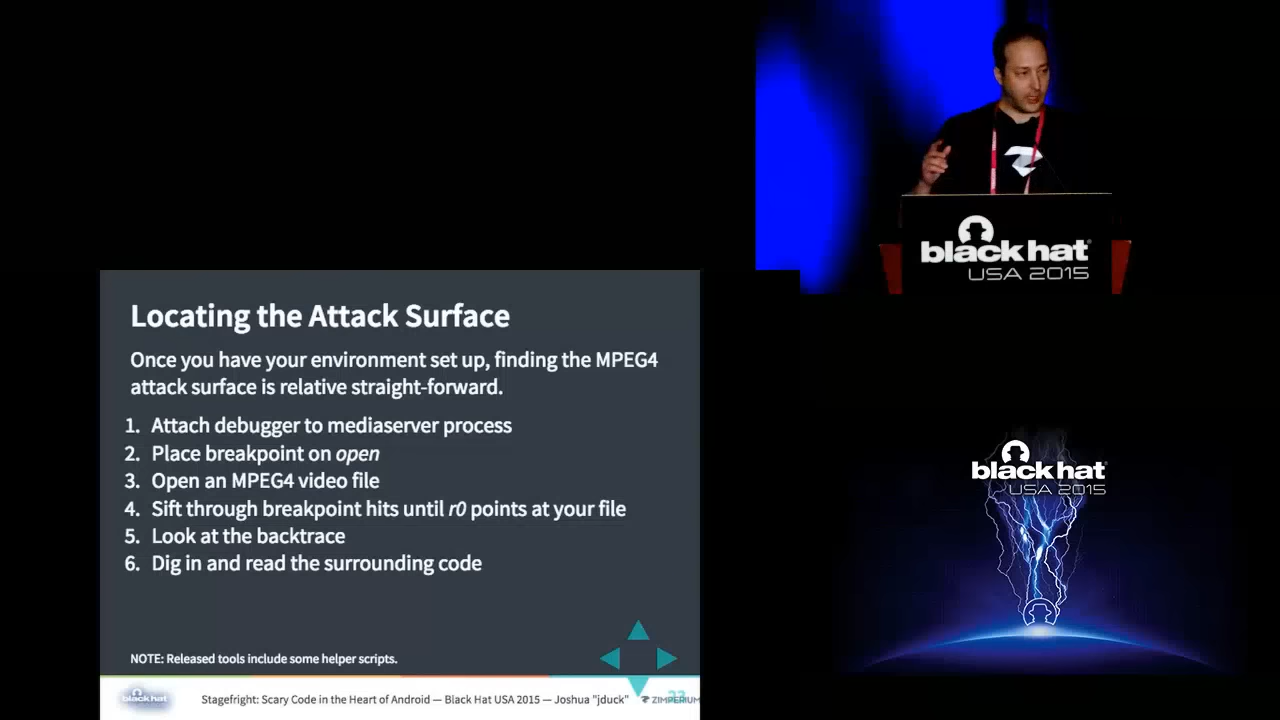 black hat
USA 2015
Locating the Attack Surface
Once you have your environment set up, finding the MPEG4
attack surface is relative straight-forward.
1. Attach debugger to mediaserver process
2. Place breakpoint on open
3. Open an MPEG4 video file
4. Sift through breakpoint hits until r0 points at your file
5. Look at the backtrace
6. Dig in and read the surrounding code
NOTE: Released tools include some helper scripts.
black hat
Stagefright: Scary Code in the Heart of Android — Black Hat USA 2015 — Joshua "jduck"
ZIMPERIUM
black hat
USA 2015